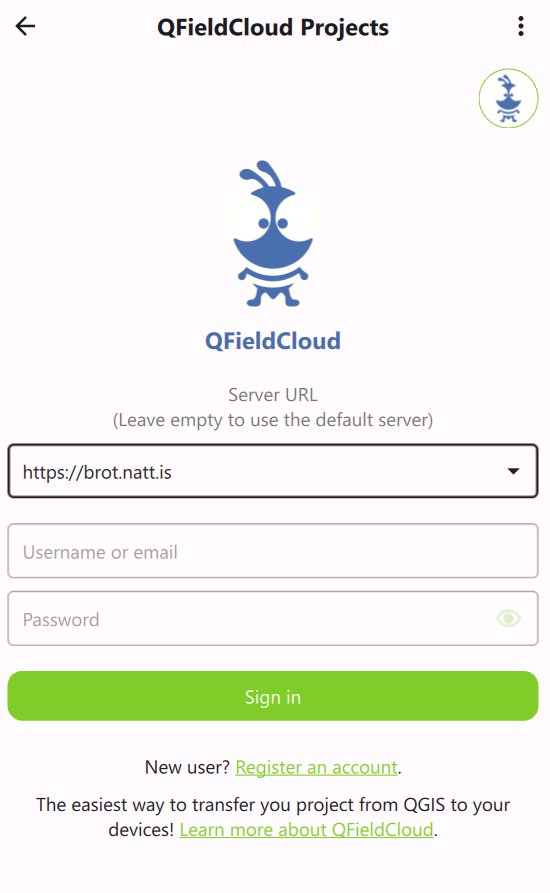 QFieldCloud Projects
QFieldCloud
Server URL
(Leave empty to use the default server)
https://brot.natt.is
Username or email
Password
Sign in
New user? Register an account.
The easiest way to transfer you project from QGIS to your
devices! Learn more about QFieldCloud.